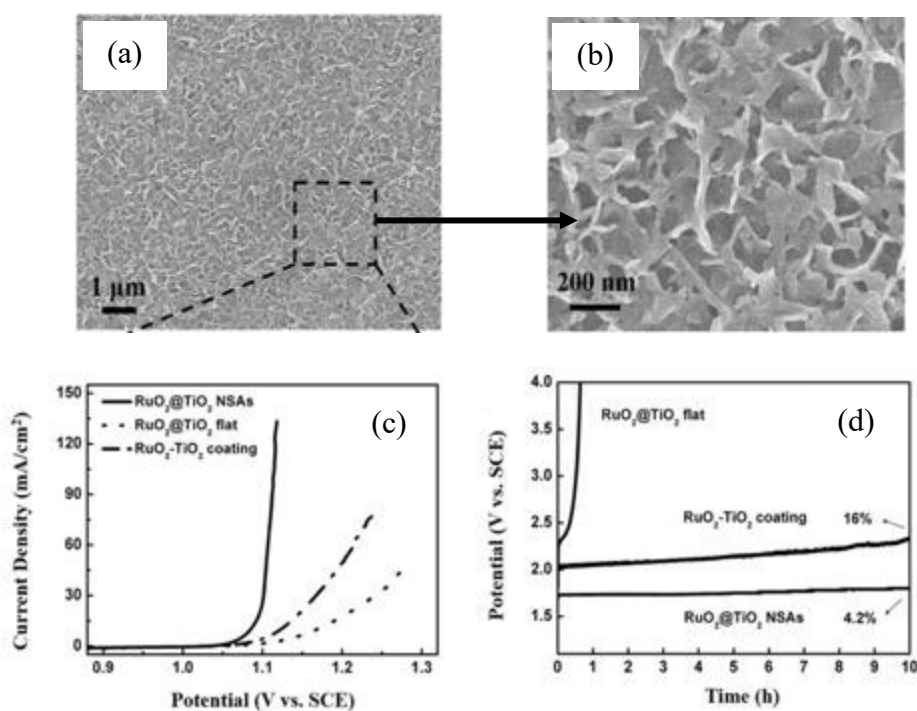 (a)
1 μm
(b)
200 nm
(c)
Current Density (mA/cm²)
150
120
90
60
30
0
RuO₂@TiO₂ NSAs
RuO₂@TiO₂ flat
RuO₂-TiO₂ coating
0.9 1.0 1.1 1.2 1.3
Potential (V vs. SCE)
(d)
Potential (V vs. SCE)
4.0
3.5
3.0
2.5
2.0
1.5
RuO₂@TiO₂ flat
RuO₂-TiO₂ coating
16%
RuO₂@TiO₂ NSAs
4.2%
0 1 2 3 4 5 6 7 8 9 10
Time (h)